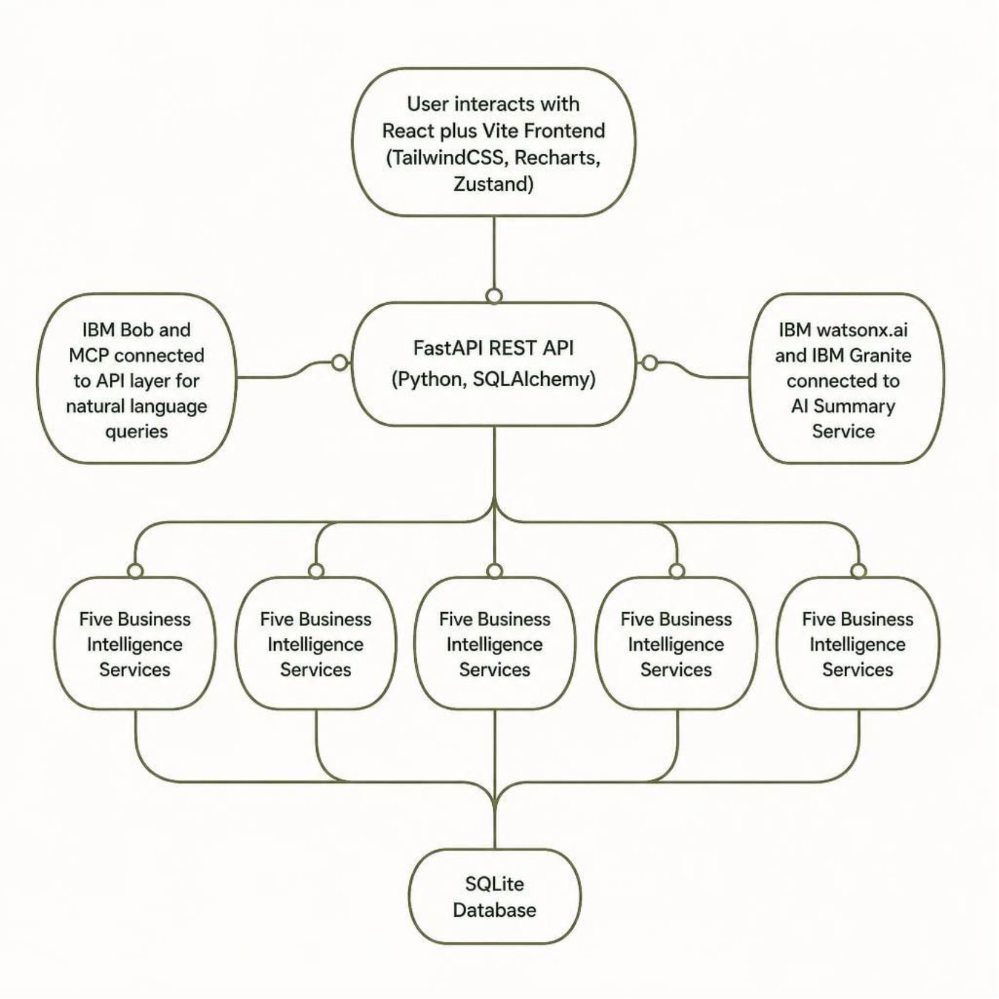 User interacts with
React plus Vite Frontend
(TailwindCSS, Recharts,
Zustand)
IBM Bob and
MCP connected
to API layer for
natural language
queries
FastAPI REST API
(Python, SQLAlchemy)
IBM watsonx.ai
and IBM Granite
connected to
AI Summary
Service
Five Business
Intelligence
Services
Five Business
Intelligence
Services
Five Business
Intelligence
Services
Five Business
Intelligence
Services
Five Business
Intelligence
Services
SQLite
Database